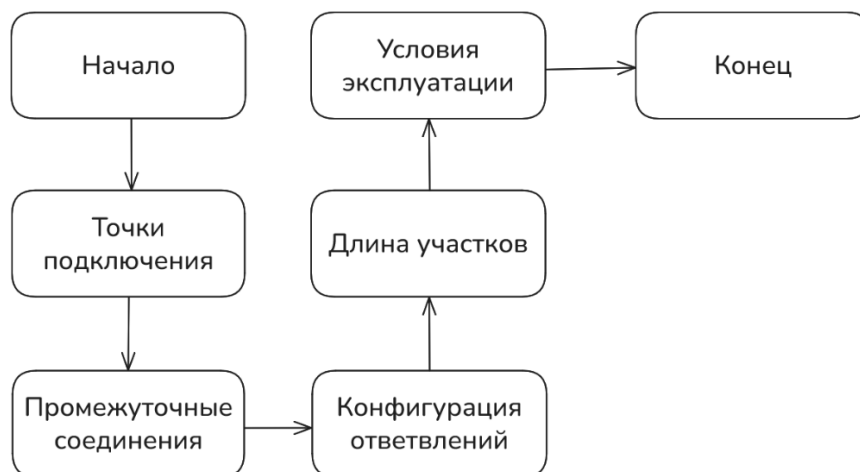 Начало
Точки
подключения
Промежуточные
соединения
Конфигурация
ответвлений
Длина участков
Условия
эксплуатации
Конец